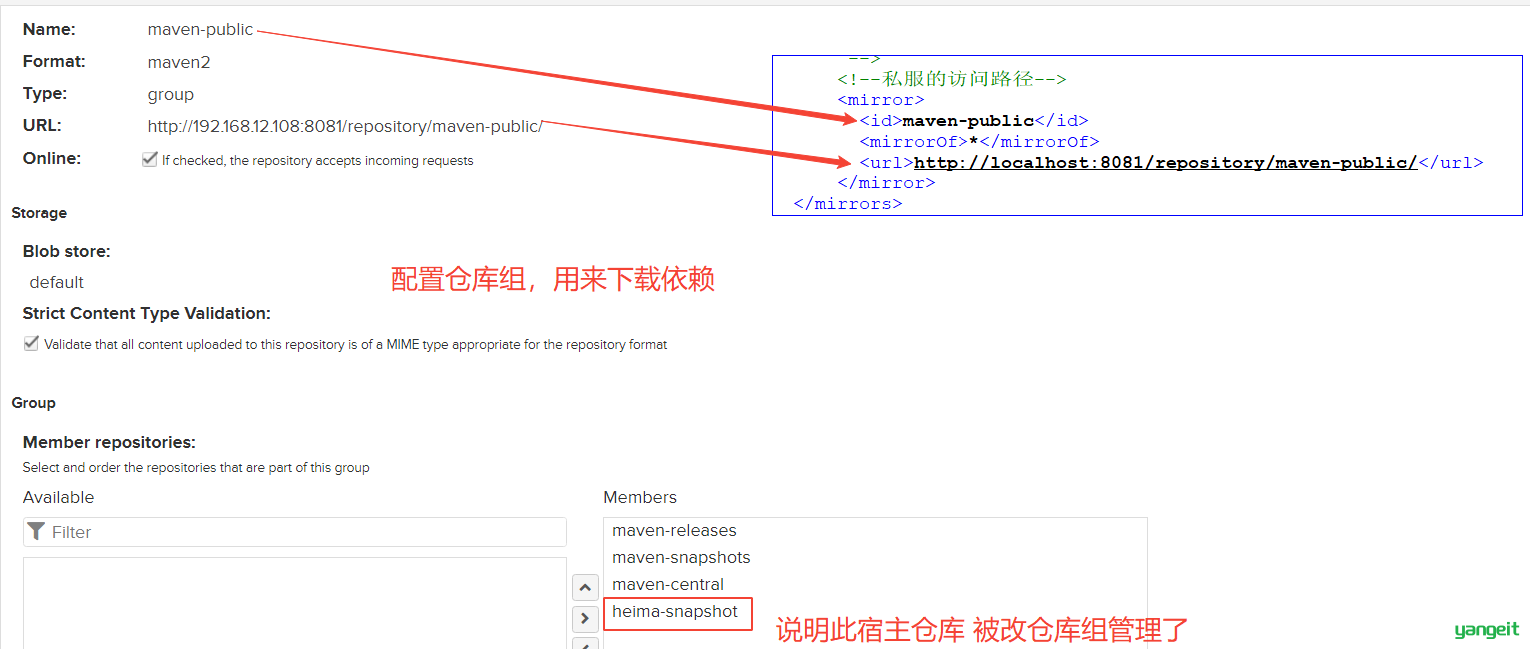 Name: maven-public
Format: maven2
Type: group
URL: http://192.168.12.108:8081/repository/maven-public/
Online: If checked, the repository accepts incoming requests
-->
<!--私服的访问路径-->
<mirror>
<id>maven-public</id>
<mirrorOf>*</mirrorOf>
<url>http://localhost:8081/repository/maven-public/</url>
</mirror>
</mirrors>
Storage
Blob store:
default
配置仓库组，用来下载依赖
Strict Content Type Validation:
Validate that all content uploaded to this repository is of a MIME type appropriate for the repository format
Group
Member repositories:
Select and order the repositories that are part of this group
Available
Filter
Members
maven-releases
maven-snapshots
maven-central
heima-snapshot
说明此宿主仓库 被改仓库组管理了
yangeit